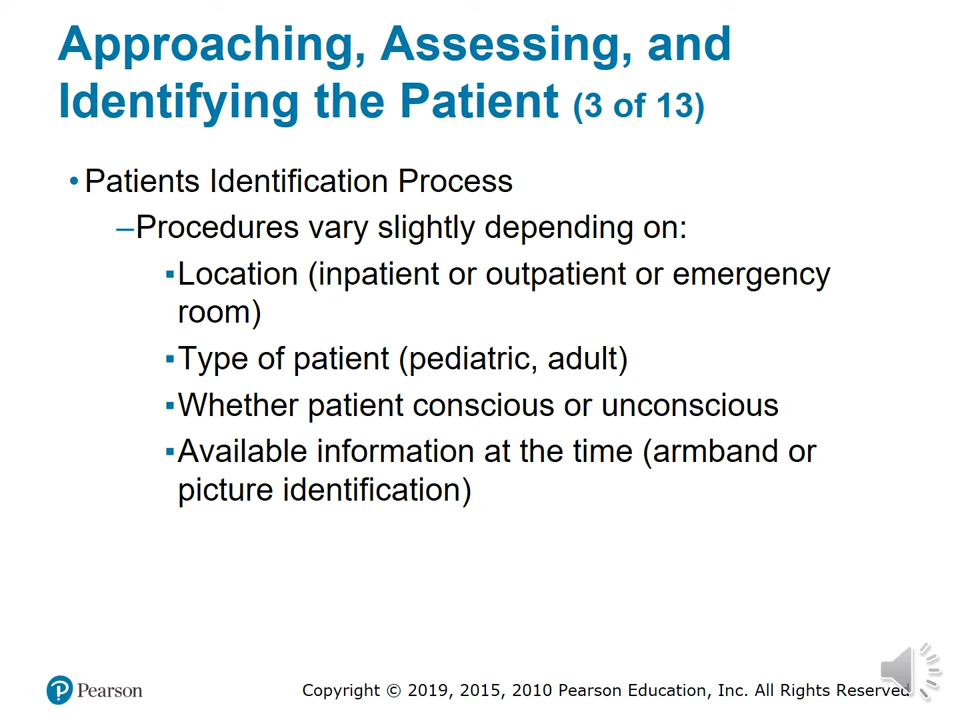 Approaching, Assessing, and
Identifying the Patient (3 of 13)
• Patients Identification Process
–Procedures vary slightly depending on:
▪Location (inpatient or outpatient or emergency
room)
▪Type of patient (pediatric, adult)
▪Whether patient conscious or unconscious
▪Available information at the time (armband or
picture identification)
Pearson
Copyright © 2019, 2015, 2010 Pearson Education, Inc. All Rights Reserved